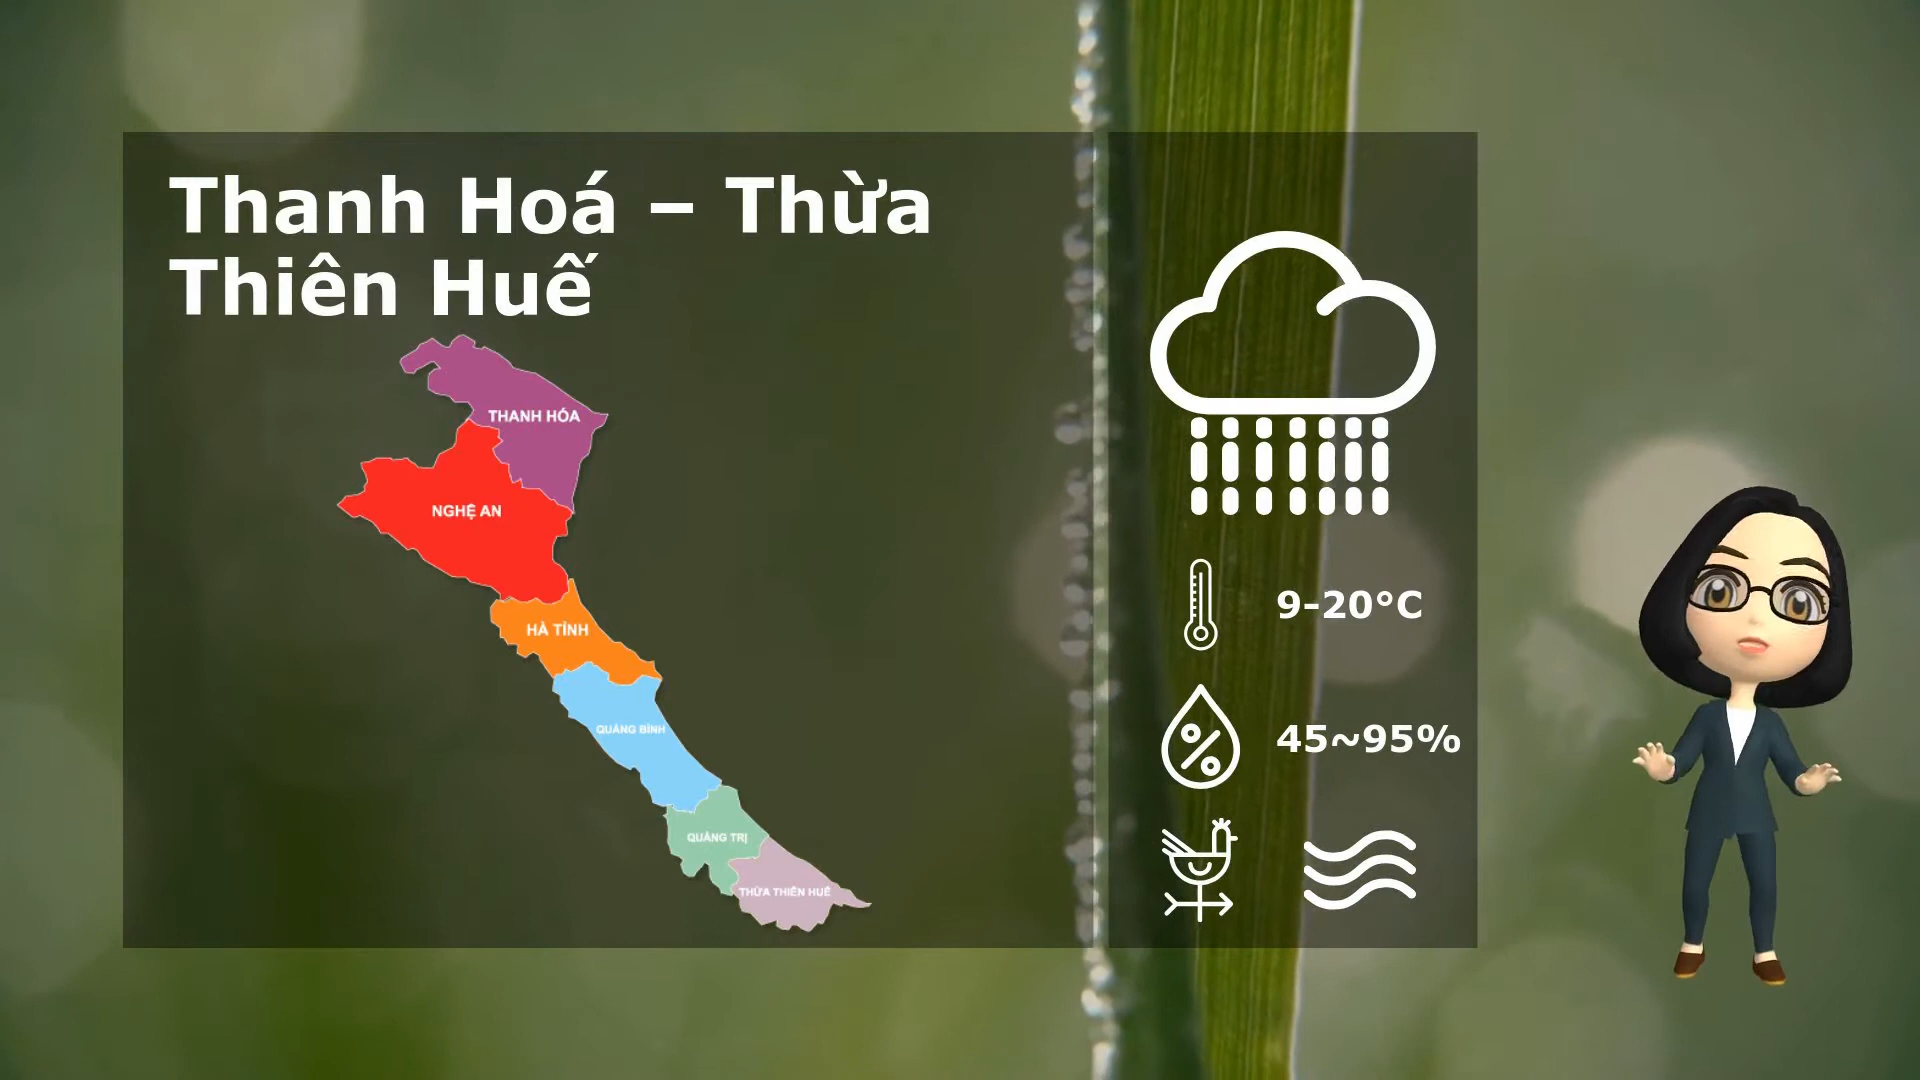 Thanh Hoá – Thừa
Thiên Huế
THANH HÓA
NGHỆ AN
HÀ TĨNH
QUẢNG BÌNH
QUẢNG TRỊ
THỪA THIÊN HUẾ
9-20°C
45~95%